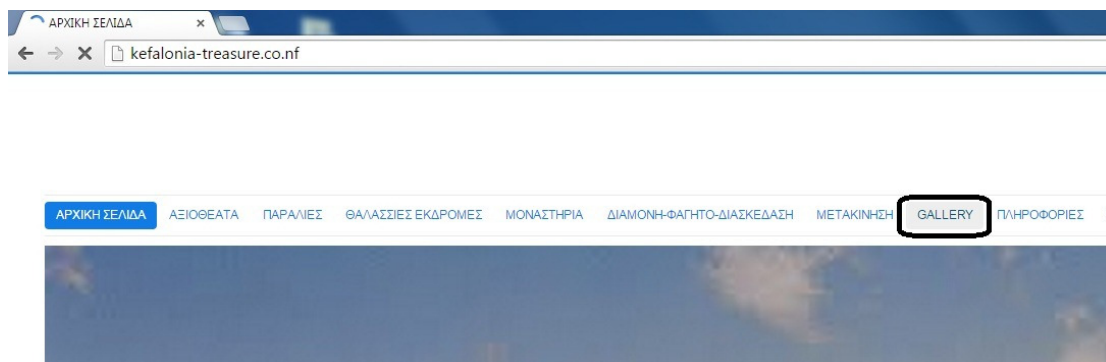 ΑΡΧΙΚΗ ΣΕΛΙΔΑ
kefalonia-treasure.co.nf
ΑΡΧΙΚΗ ΣΕΛΙΔΑ ΑΞΙΟΘΕΑΤΑ ΠΑΡΑΛΙΕΣ ΘΑΛΑΣΣΙΕΣ ΕΚΔΡΟΜΕΣ ΜΟΝΑΣΤΗΡΙΑ ΔΙΑΜΟΝΗ-ΦΑΓΗΤΟ-ΔΙΑΣΚΕΔΑΣΗ ΜΕΤΑΚΙΝΗΣΗ GALLERY ΠΛΗΡΟΦΟΡΙΕΣ